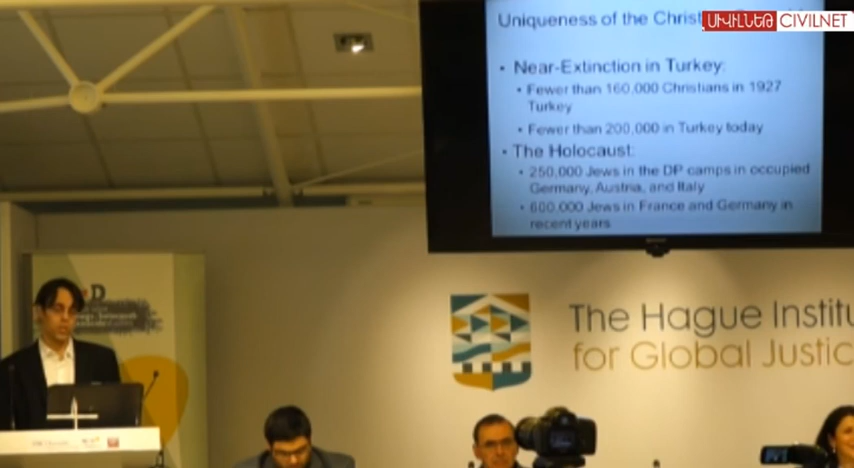 Uniqueness of the
ՍԻՎԻԼՆԵԹ CIVILNET
• Near-Extinction in Turkey:
• Fewer than 160,000 Christians in 1927
Turkey
• Fewer than 200,000 in Turkey today
• The Holocaust:
• 250,000 Jews in the DP camps in occupied
Germany, Austria, and Italy
• 600,000 Jews in France and Germany in
recent years
The Hague Institu
for Global Justic